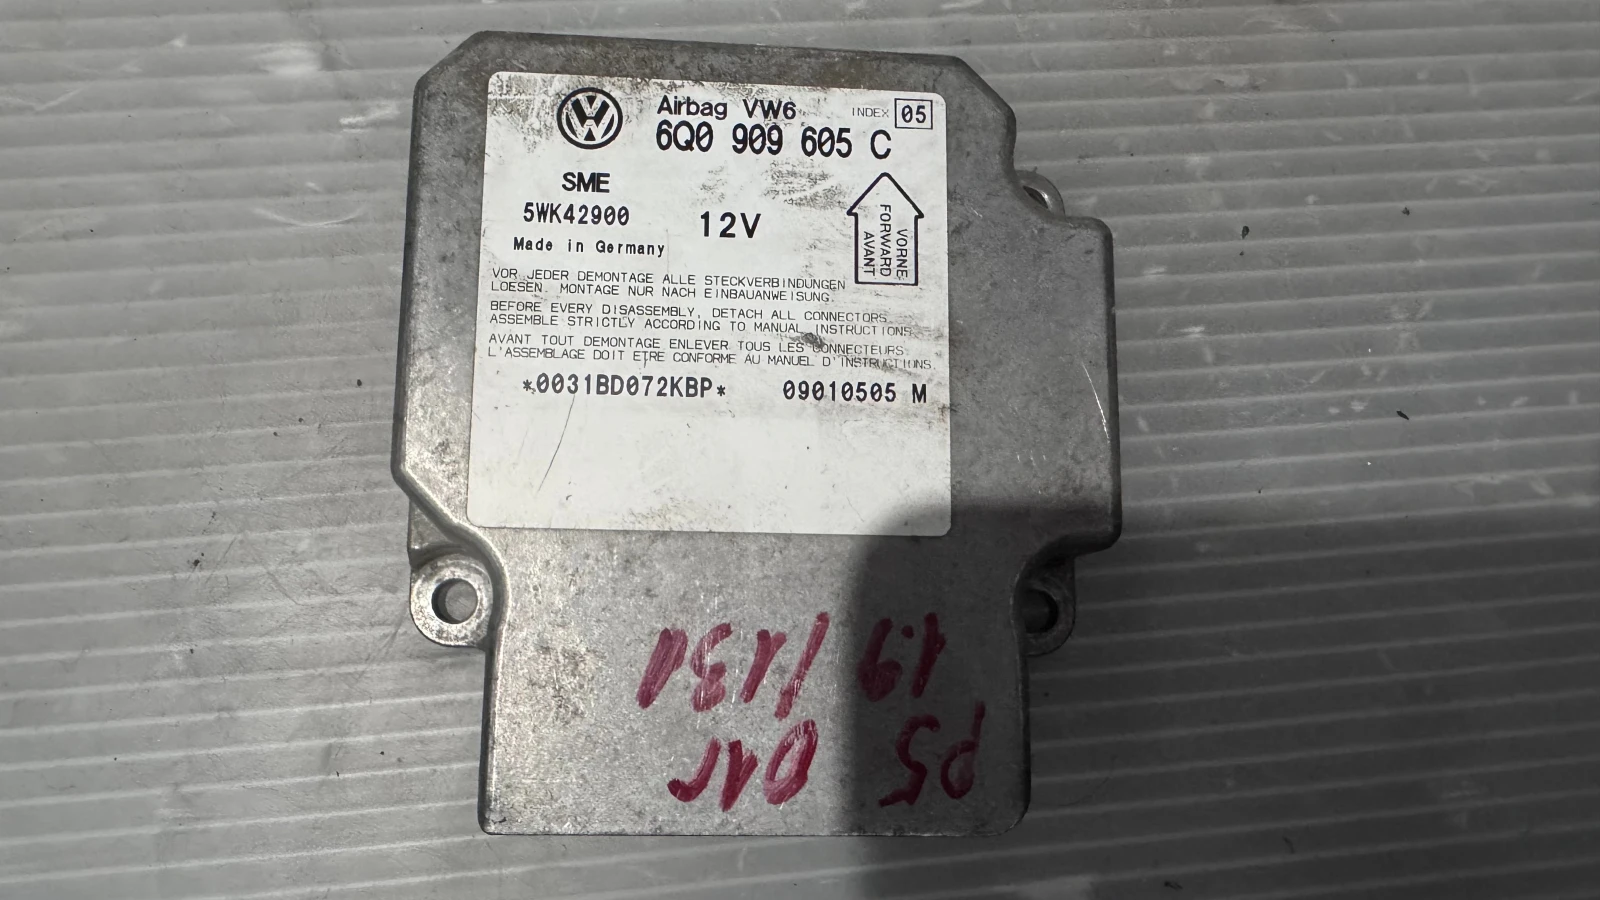 Airbag VW6 INDEX 05
6Q0 909 605 C
SME
5WK42900 12V
Made in Germany
VORNE
FORWARD
AVANT
VOR JEDER DEMONTAGE ALLE STECKVERBINDUNGEN
LOESEN. MONTAGE NUR NACH EINBAUANWEISUNG.
BEFORE EVERY DISASSEMBLY, DETACH ALL CONNECTORS.
ASSEMBLE STRICTLY ACCORDING TO MANUAL INSTRUCTIONS.
AVANT TOUT DEMONTAGE ENLEVER TOUS LES CONNECTEURS.
L'ASSEMBLAGE DOIT ETRE CONFORME AU MANUEL D'INSTRUCTIONS.
*0031BD072KBP* 09010505 M
P5 01r
1.9/131